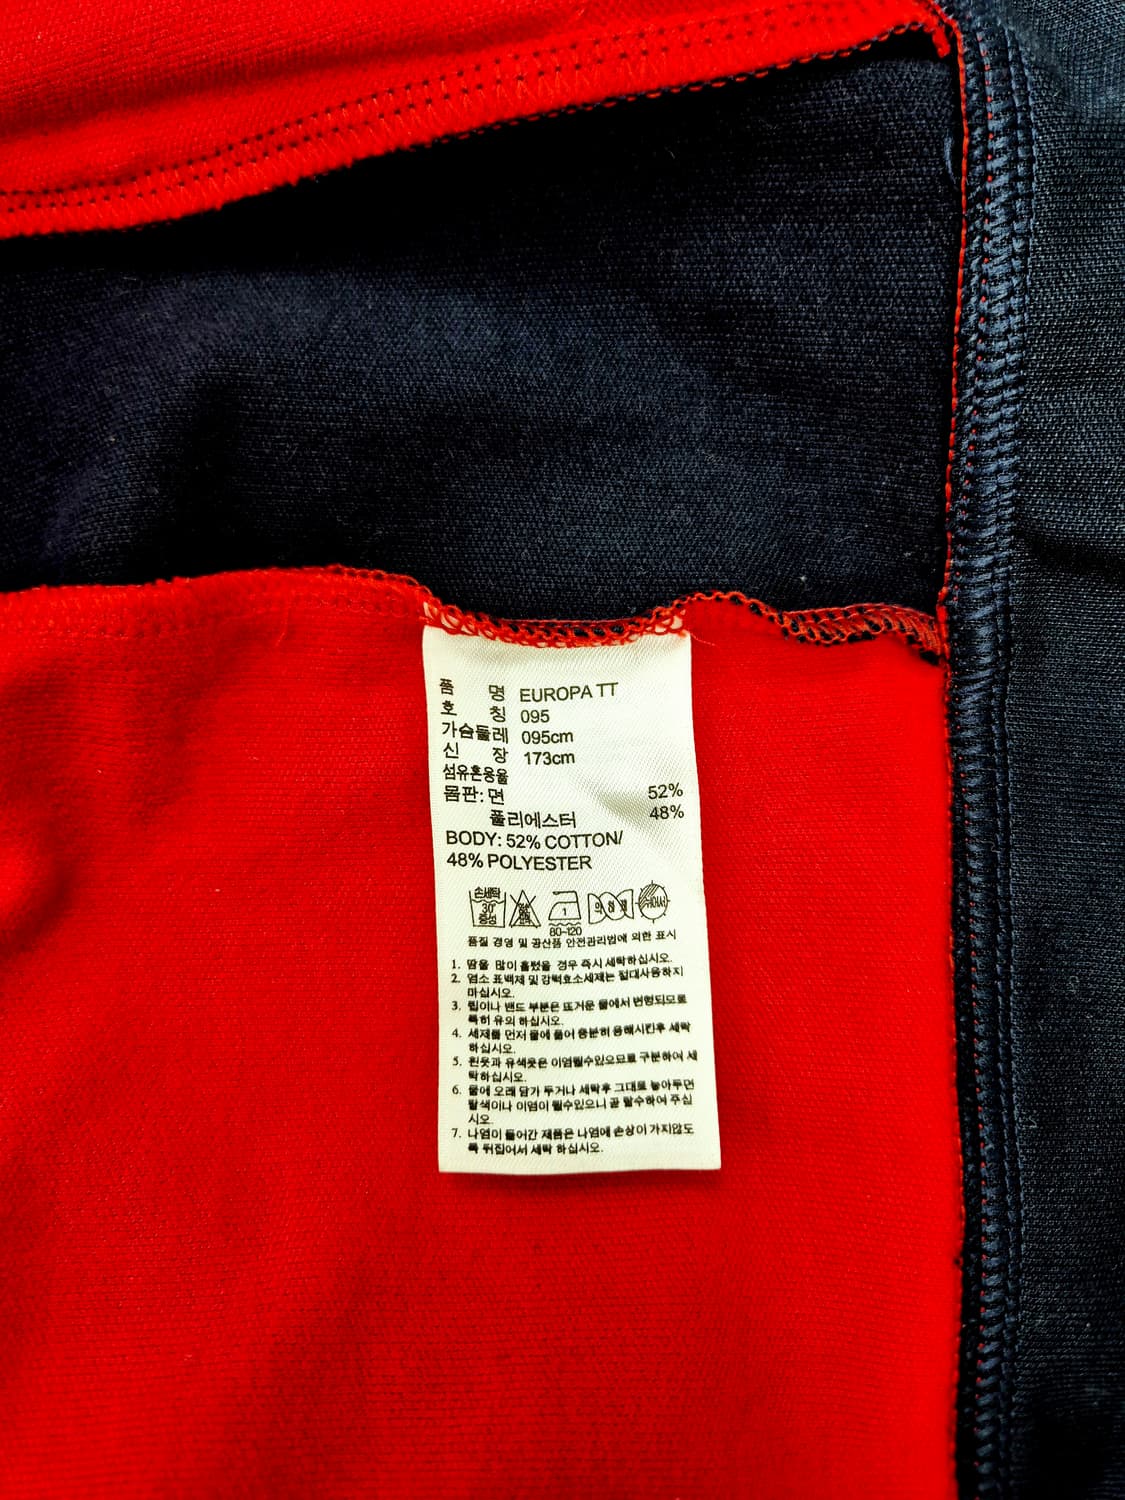 품 명 EUROPA TT
호 칭 095
가슴둘레 095cm
신 장 173cm
섬유혼용율
몸판: 면 52%
폴리에스터 48%
BODY: 52% COTTON/
48% POLYESTER
손세탁 30° 중성 1 80-120
품질 경영 및 공산품 안전관리법에 의한 표시
1. 땀을 많이 흘렸을 경우 즉시 세탁하십시오.
2. 염소 표백제 및 강력효소세제는 절대사용하지
마십시오.
3. 립이나 밴드 부분은 뜨거운 물에서 변형되므로
특히 유의 하십시오.
4. 세제를 먼저 물에 풀어 충분히 용해시킨후 세탁
하십시오.
5. 흰옷과 유색옷은 이염될수있으므로 구분하여 세
탁하십시오.
6. 물에 오래 담가 두거나 세탁후 그대로 놓아두면
탈색이나 이염이 될수있으니 곧 탈수하여 주십
시오.
7. 나염이 들어간 제품은 나염에 손상이 가지않도
록 뒤집어서 세탁 하십시오.